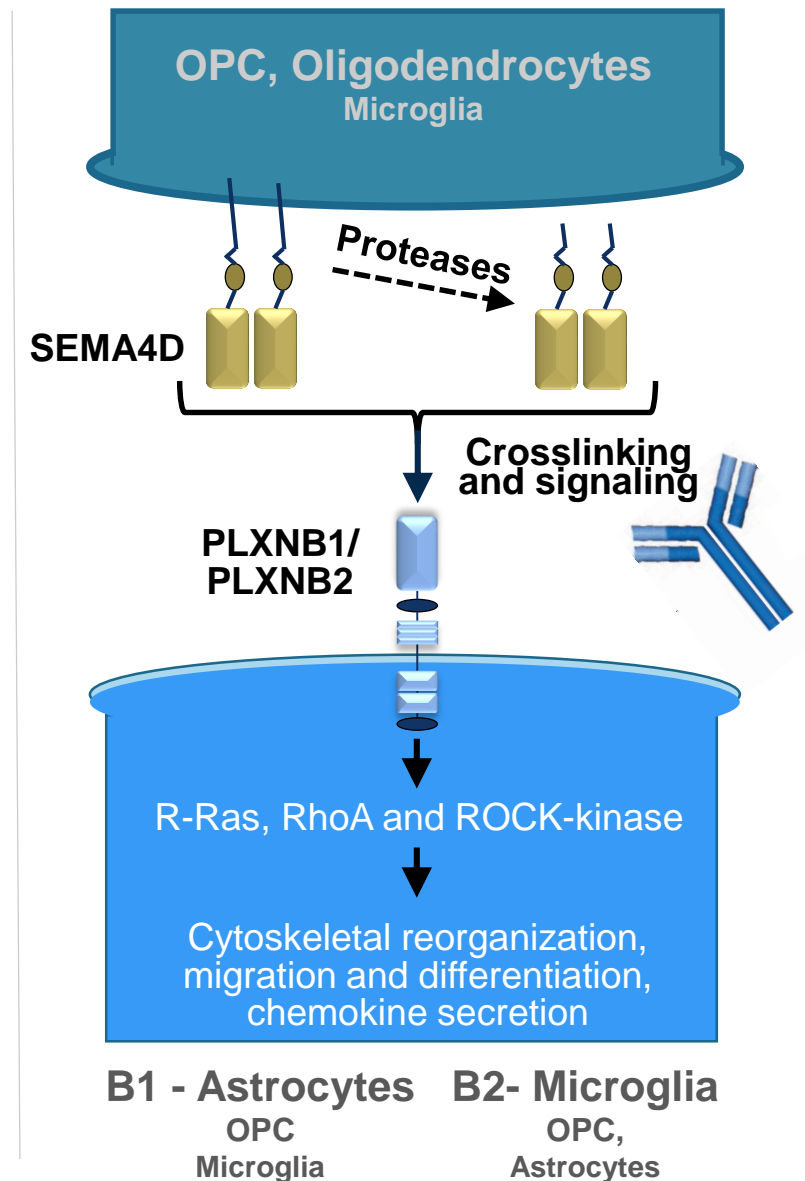 OPC, Oligodendrocytes
Microglia
Proteases
SEMA4D
Crosslinking
and signaling
PLXNB1/
PLXNB2
R-Ras, RhoA and ROCK-kinase
Cytoskeletal reorganization,
migration and differentiation,
chemokine secretion
B1 - Astrocytes
OPC
Microglia
B2- Microglia
OPC,
Astrocytes